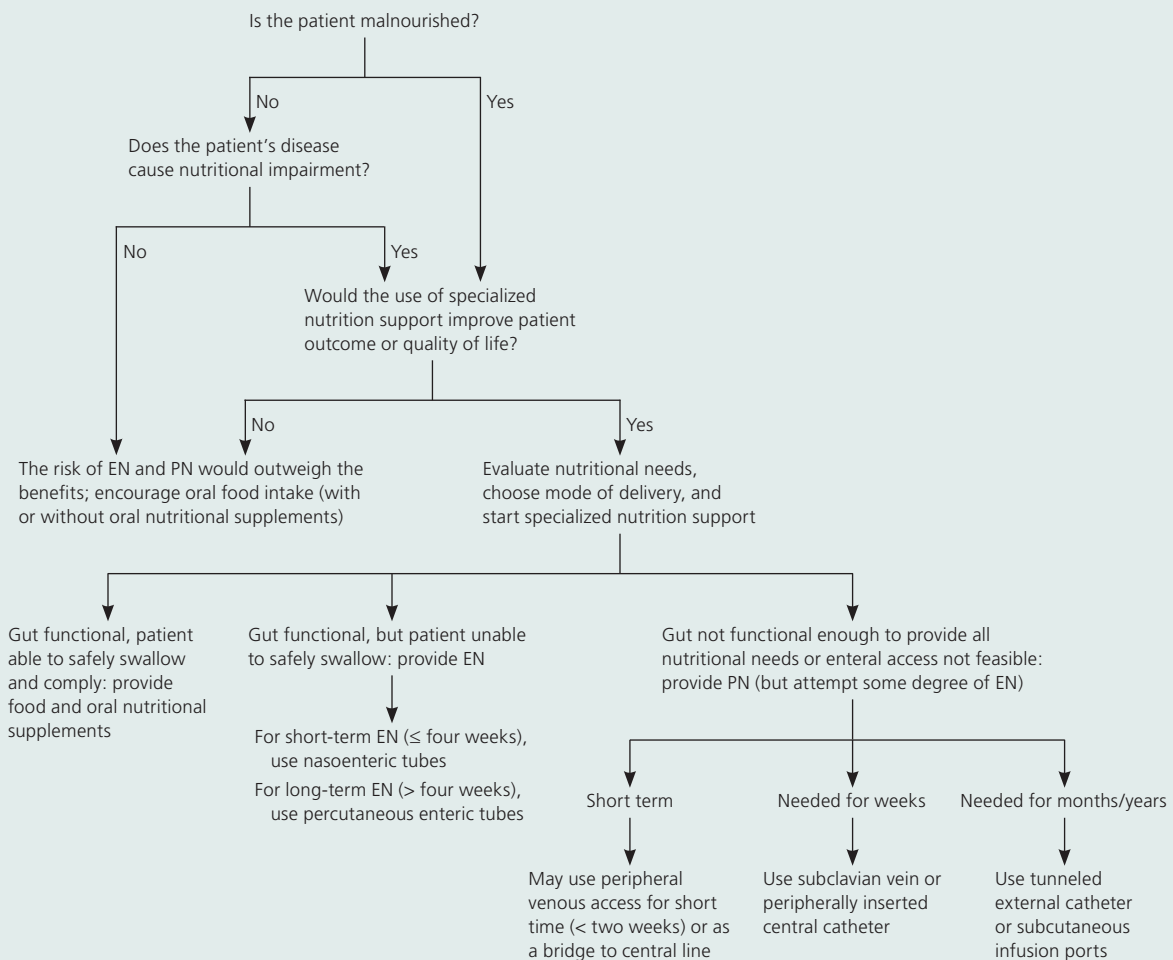 Is the patient malnourished?
No
Yes
Does the patient's disease
cause nutritional impairment?
No
Yes
Would the use of specialized
nutrition support improve patient
outcome or quality of life?
No
Yes
The risk of EN and PN would outweigh the
benefits; encourage oral food intake (with
or without oral nutritional supplements)
Evaluate nutritional needs,
choose mode of delivery, and
start specialized nutrition support
Gut functional, patient
able to safely swallow
and comply: provide
food and oral nutritional
supplements
Gut functional, but patient unable
to safely swallow: provide EN
For short-term EN (≤ four weeks),
use nasoenteric tubes
For long-term EN (> four weeks),
use percutaneous enteric tubes
Gut not functional enough to provide all
nutritional needs or enteral access not feasible:
provide PN (but attempt some degree of EN)
Short term
Needed for weeks
Needed for months/years
May use peripheral
venous access for short
time (< two weeks) or as
a bridge to central line
Use subclavian vein or
peripherally inserted
central catheter
Use tunneled
external catheter
or subcutaneous
infusion ports